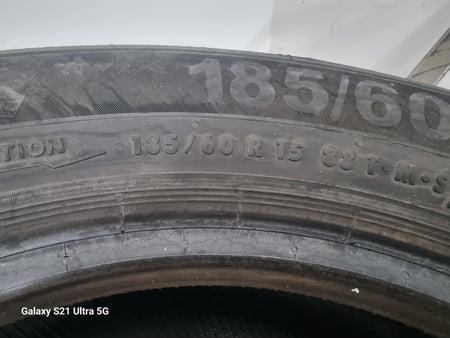 185/60
TION 185/60 R 15 88 T · M·S
Galaxy S21 Ultra 5G